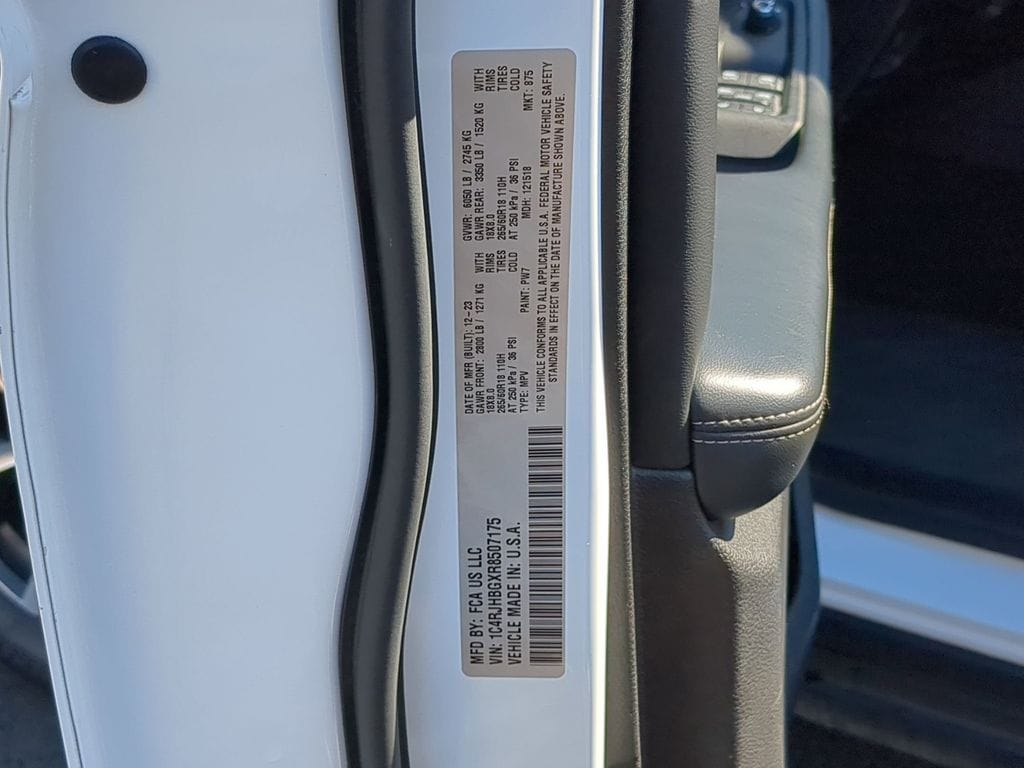 MFD BY: FCA US LLC
VIN: 1C4RJHBGXR8507175
VEHICLE MADE IN: U.S.A.
DATE OF MFR (BUILT): 12-23 GVWR: 6050 LB / 2745 KG
GAWR FRONT: 2800 LB / 1271 KG WITH GAWR REAR: 3350 LB / 1520 KG WITH
18X8.0 RIMS 18X8.0 RIMS
265/60R18 110H TIRES 265/60R18 110H TIRES
AT 250 kPa / 36 PSI COLD AT 250 kPa / 36 PSI COLD
TYPE: MPV PAINT: PW7 MDH: 121518 MKT: 875
THIS VEHICLE CONFORMS TO ALL APPLICABLE U.S.A. FEDERAL MOTOR VEHICLE SAFETY
STANDARDS IN EFFECT ON THE DATE OF MANUFACTURE SHOWN ABOVE.